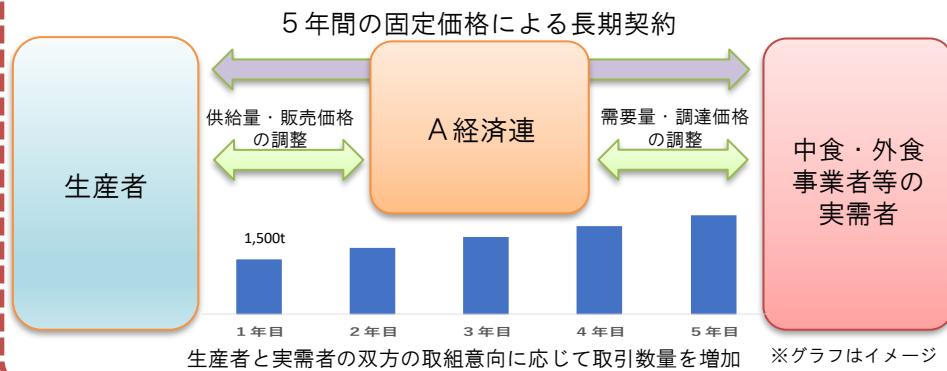 ５年間の固定価格による長期契約
供給量・販売価格
の調整
Ａ経済連
需要量・調達価格
の調整
生産者
中食・外食
事業者等の
実需者
1,500t
１年目
２年目
３年目
４年目
５年目
生産者と実需者の双方の取組意向に応じて取引数量を増加
※グラフはイメージ